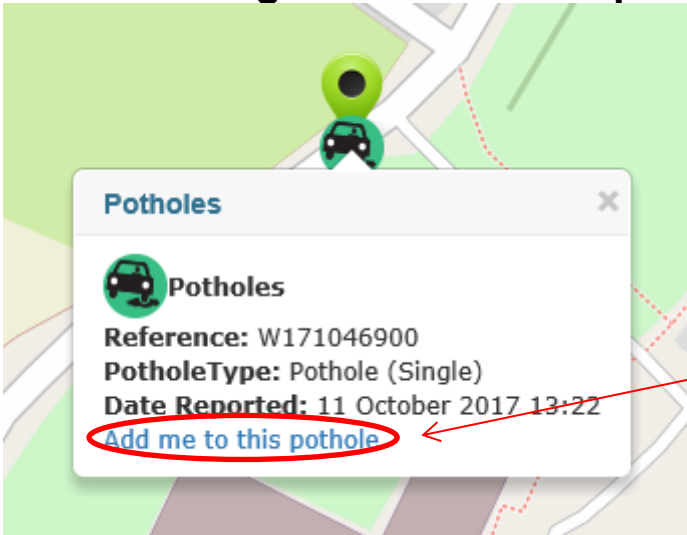 Potholes
Potholes
Reference: W171046900
PotholeType: Pothole (Single)
Date Reported: 11 October 2017 13:22
Add me to this pothole